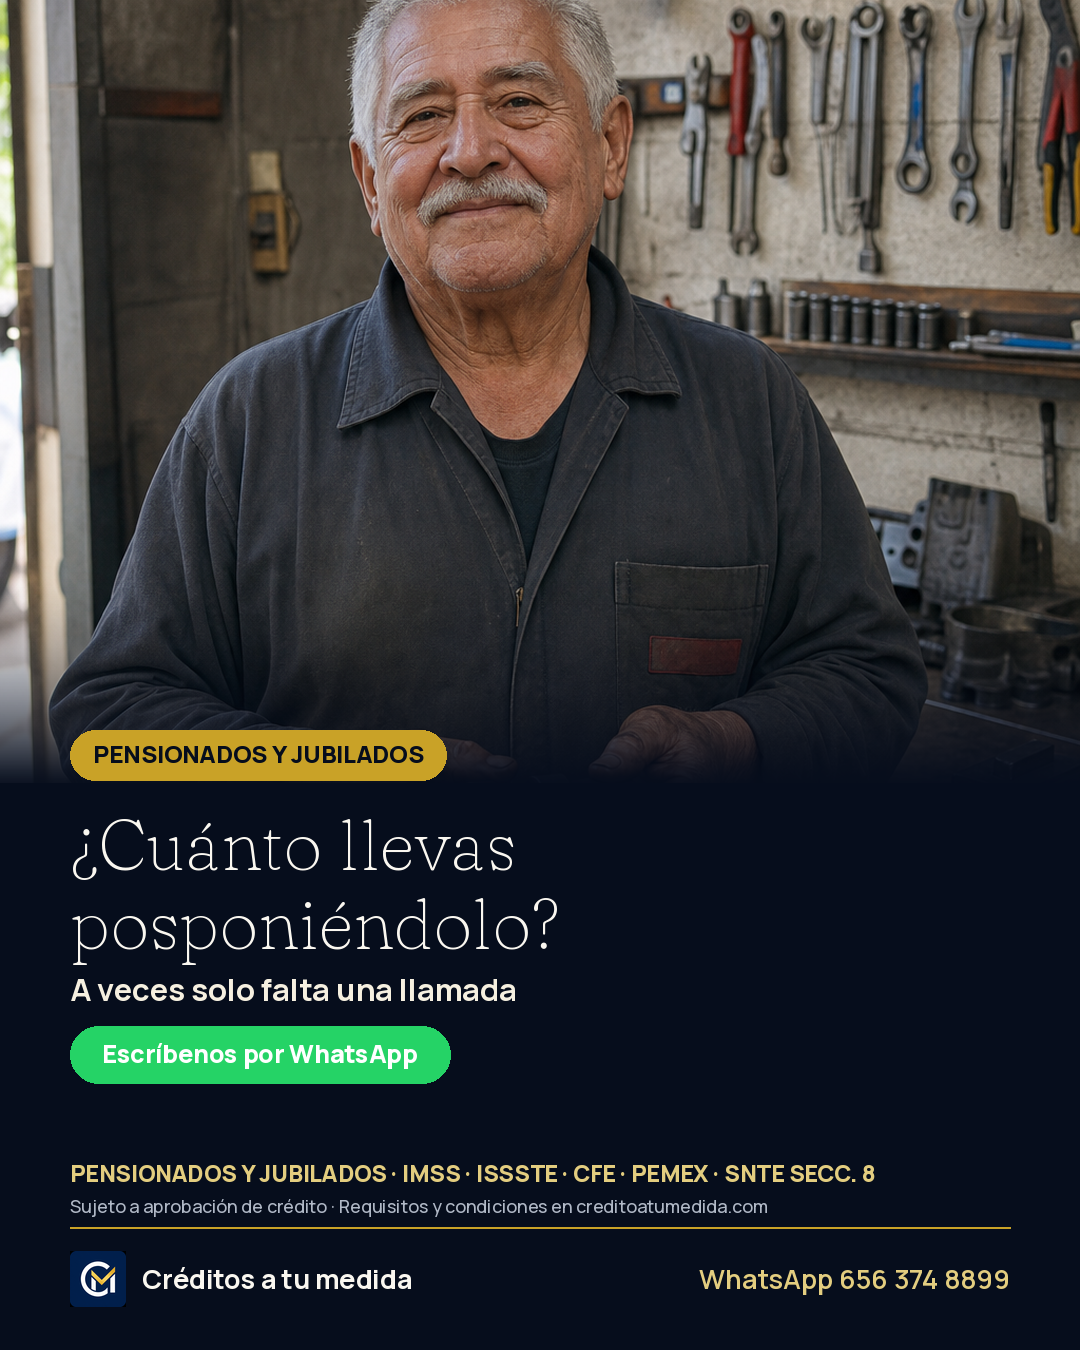 PENSIONADOS Y JUBILADOS
¿Cuánto llevas
posponiéndolo?
A veces solo falta una llamada
Escríbenos por WhatsApp
PENSIONADOS Y JUBILADOS · IMSS · ISSSTE · CFE · PEMEX · SNTE SECC. 8
Sujeto a aprobación de crédito · Requisitos y condiciones en creditoatumedida.com
Créditos a tu medida
WhatsApp 656 374 8899